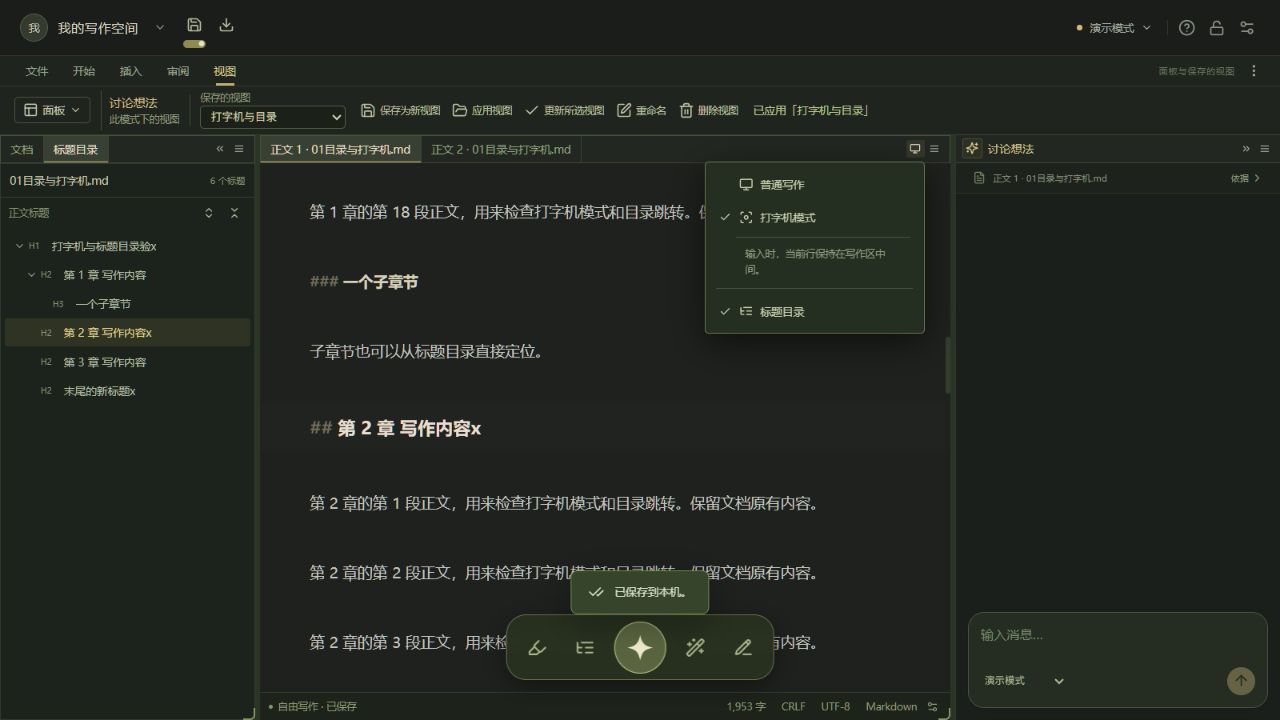 我 我的写作空间
演示模式
文件 开始 插入 审阅 视图
面板与保存的视图
面板
讨论想法
此模式下的视图
保存的视图
打字机与目录
保存为新视图 应用视图 更新所选视图 重命名 删除视图 已应用「打字机与目录」
文档 标题目录
01目录与打字机.md
6 个标题
正文标题
H1 打字机与标题目录验x
H2 第 1 章 写作内容
H3 一个子章节
H2 第 2 章 写作内容x
H2 第 3 章 写作内容
H2 末尾的新标题x
正文 1 · 01目录与打字机.md
正文 2 · 01目录与打字机.md
第 1 章的第 18 段正文，用来检查打字机模式和目录跳转。
### 一个子章节
子章节也可以从标题目录直接定位。
## 第 2 章 写作内容x
第 2 章的第 1 段正文，用来检查打字机模式和目录跳转。保留文档原有内容。
第 2 章的第 2 段正文，用来检查打字机模式和目录跳转。保留文档原有内容。
第 2 章的第 3 段正文，用来检
有内容。
普通写作
打字机模式
输入时，当前行保持在写作区中
间。
标题目录
已保存到本机。
自由写作 · 已保存
1,953 字 CRLF UTF-8 Markdown
讨论想法
正文 1 · 01目录与打字机.md
依据
输入消息...
演示模式